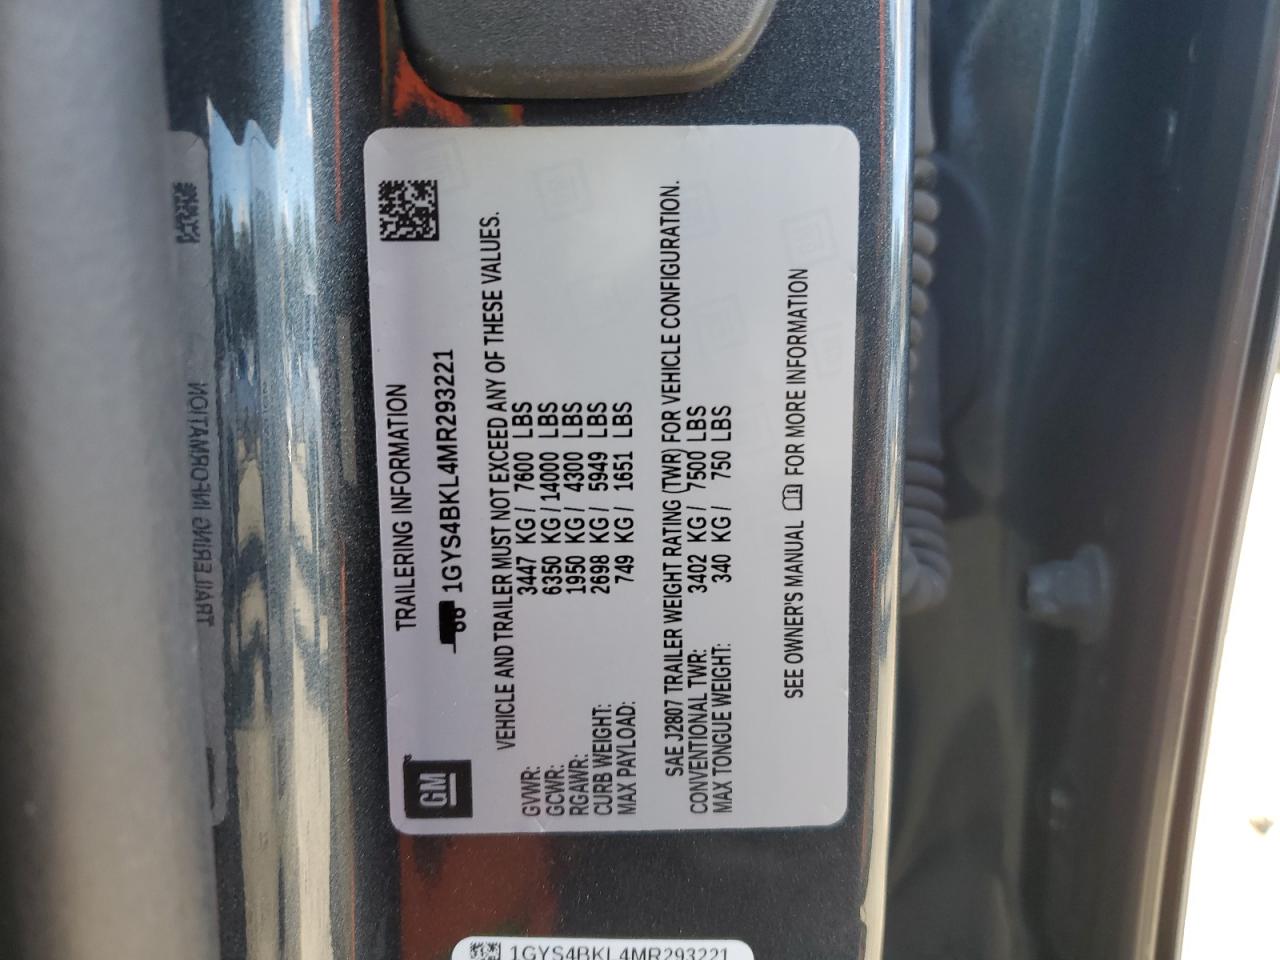 TRAILERING INFORMATION
1GYS4BKL4MR293221
GM
VEHICLE AND TRAILER MUST NOT EXCEED ANY OF THESE VALUES.
GVWR: 3447 KG / 7600 LBS
GCWR: 6350 KG / 14000 LBS
RGAWR: 1950 KG / 4300 LBS
CURB WEIGHT: 2698 KG / 5949 LBS
MAX PAYLOAD: 749 KG / 1651 LBS
SAE J2807 TRAILER WEIGHT RATING (TWR) FOR VEHICLE CONFIGURATION.
CONVENTIONAL TWR: 3402 KG / 7500 LBS
MAX TONGUE WEIGHT: 340 KG / 750 LBS
SEE OWNER'S MANUAL FOR MORE INFORMATION
1GYS4BKL4MR293221
TRAILERING INFORMATION